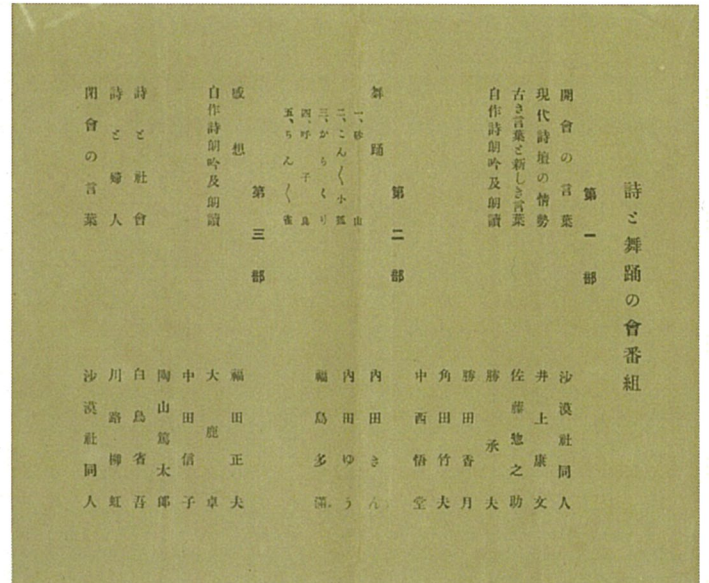 詩と舞踊の會番組
第一部
開會の言葉 沙漠社同人
現代詩壇の情勢 井上康文
古き言葉と新しき言葉 佐藤惣之助
自作詩朗吟及朗讀 勝承夫
勝田香月
角田竹夫
中西悟堂
第二部
舞踊 内田さん
一、砂山 内田ゆう
二、こん〱小狐 福島多
三、からくり
四、呼子鳥
五、ちん〱雀
第三部
感想 福田正夫
自作詩朗吟及朗讀 大鹿卓
中田信子
陶山篤太郎
詩と社會 白鳥省吾
詩と婦人 川路柳虹
閉會の言葉 沙漠社同人